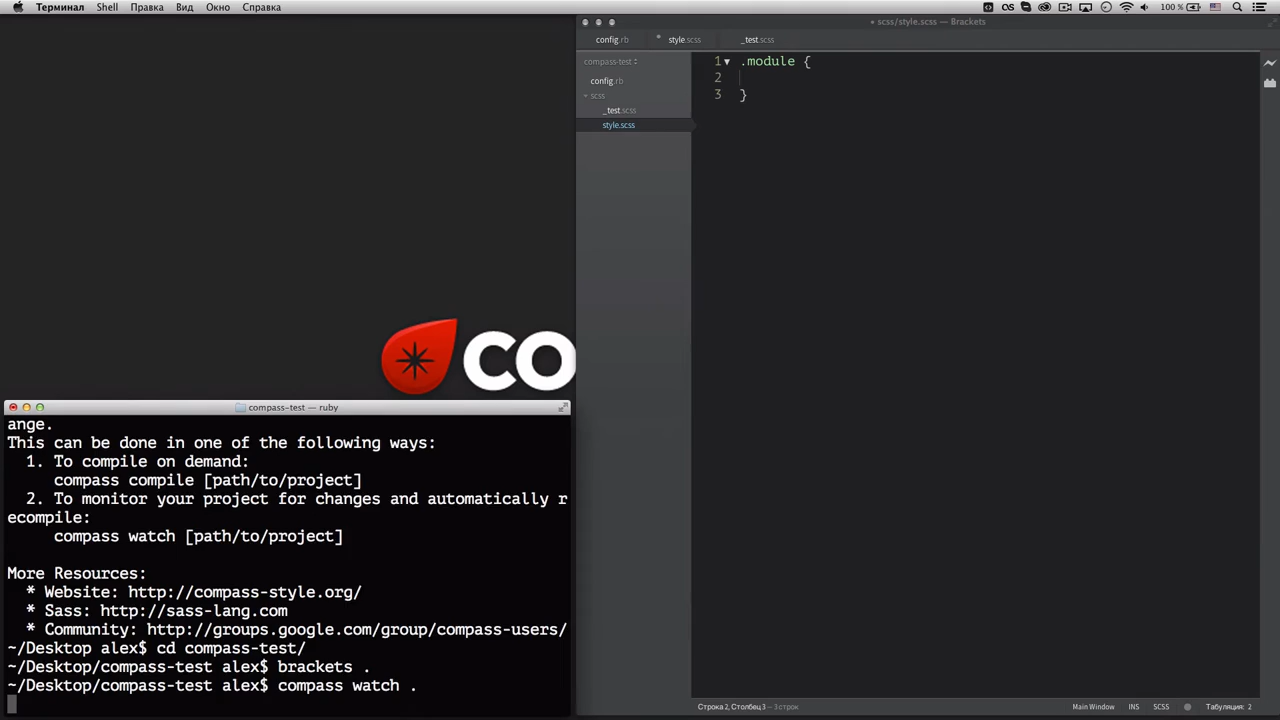 Терминал Shell Правка Вид Окно Справка
100 %
• scss/style.scss — Brackets
config.rb • style.scss _test.scss
compass-test
config.rb
scss
_test.scss
style.scss
1 .module {
2
3 }
CO
compass-test — ruby
ange.
This can be done in one of the following ways:
1. To compile on demand:
compass compile [path/to/project]
2. To monitor your project for changes and automatically r
ecompile:
compass watch [path/to/project]
More Resources:
* Website: http://compass-style.org/
* Sass: http://sass-lang.com
* Community: http://groups.google.com/group/compass-users/
~/Desktop alex$ cd compass-test/
~/Desktop/compass-test alex$ brackets .
~/Desktop/compass-test alex$ compass watch .
Строка 2, Столбец 3 — 3 строк
Main Window INS SCSS Табуляция: 2